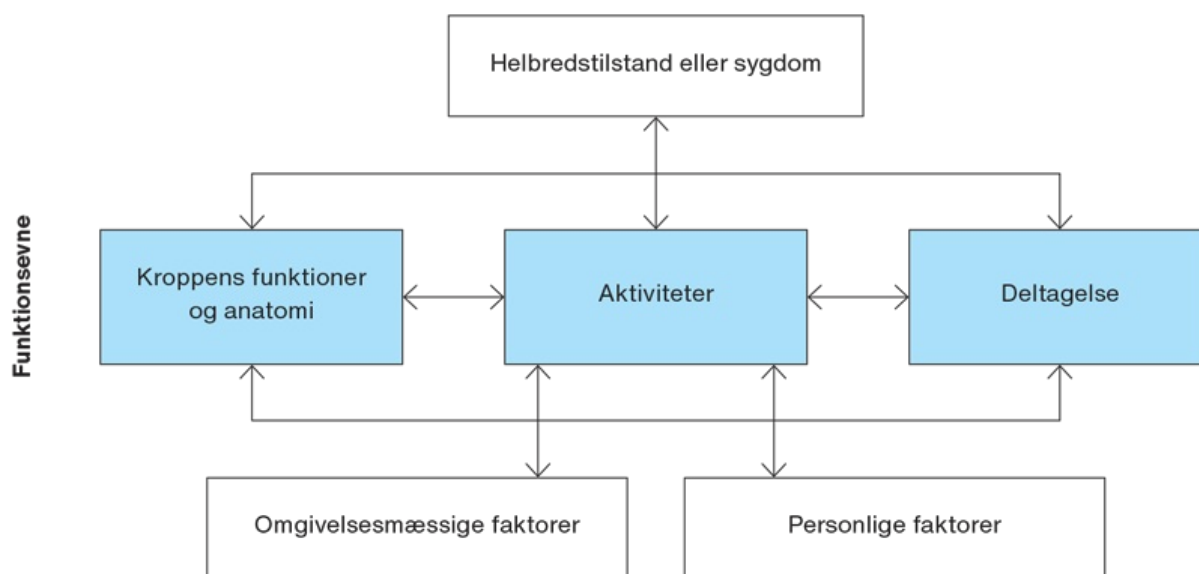 Helbredstilstand eller sygdom
Funktionsevne
Kroppens funktioner
og anatomi
Aktiviteter
Deltagelse
Omgivelsesmæssige faktorer
Personlige faktorer